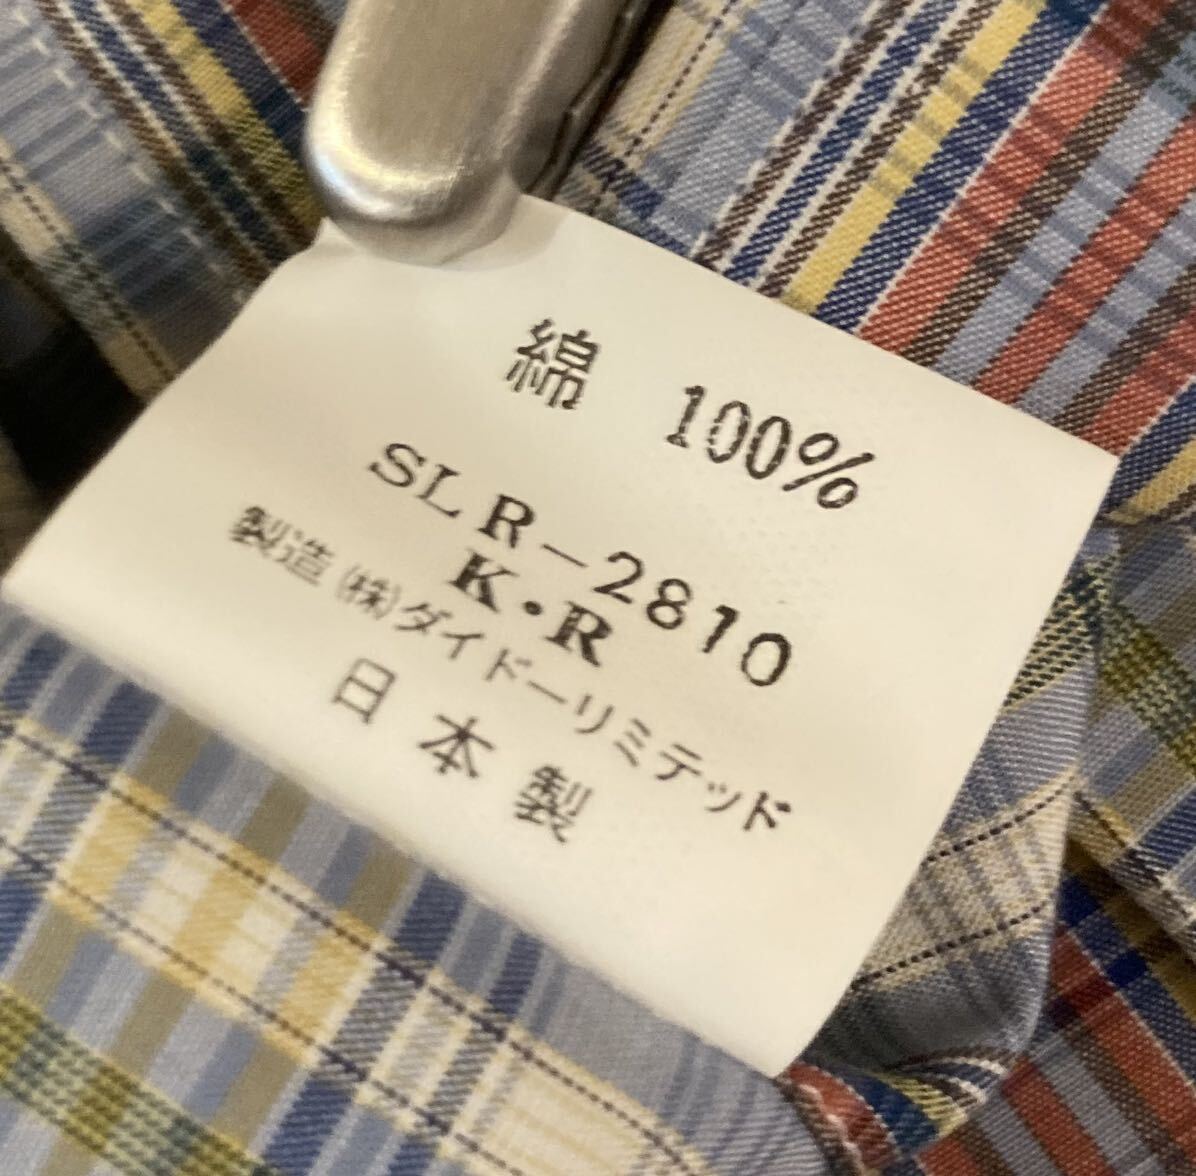 綿 100%
SLR-2810
K・R
製造(株)ダイドーリミテッド
日本製